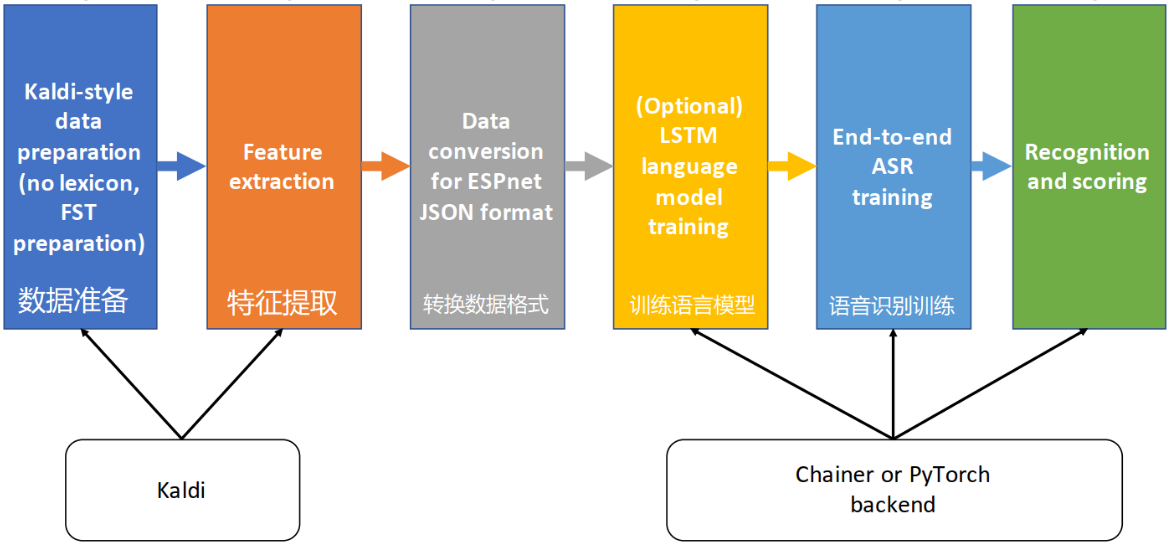 Kaldi-style
data
preparation
(no lexicon,
FST
preparation)
数据准备
Feature
extraction
特征提取
Data
conversion
for ESPnet
JSON format
转换数据格式
(Optional)
LSTM
language
model
training
训练语言模型
End-to-end
ASR
training
语音识别训练
Recognition
and scoring
Kaldi
Chainer or PyTorch
backend